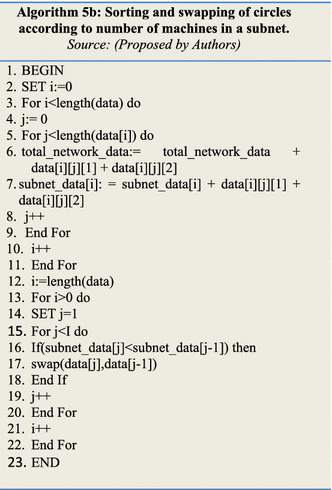 Algorithm 5b: Sorting and swapping of circles
according to number of machines in a subnet.
Source: (Proposed by Authors)
1. BEGIN
2. SET i:=0
3. For i<length(data) do
4. j:= 0
5. For j<length(data[i]) do
6. total_network_data:= total_network_data +
data[i][j][1] + data[i][j][2]
7. subnet_data[i]: = subnet_data[i] + data[i][j][1] +
data[i][j][2]
8. j++
9. End For
10. i++
11. End For
12. i:=length(data)
13. For i>0 do
14. SET j=1
15. For j<I do
16. If(subnet_data[j]<subnet_data[j-1]) then
17. swap(data[j],data[j-1])
18. End If
19. j++
20. End For
21. i++
22. End For
23. END